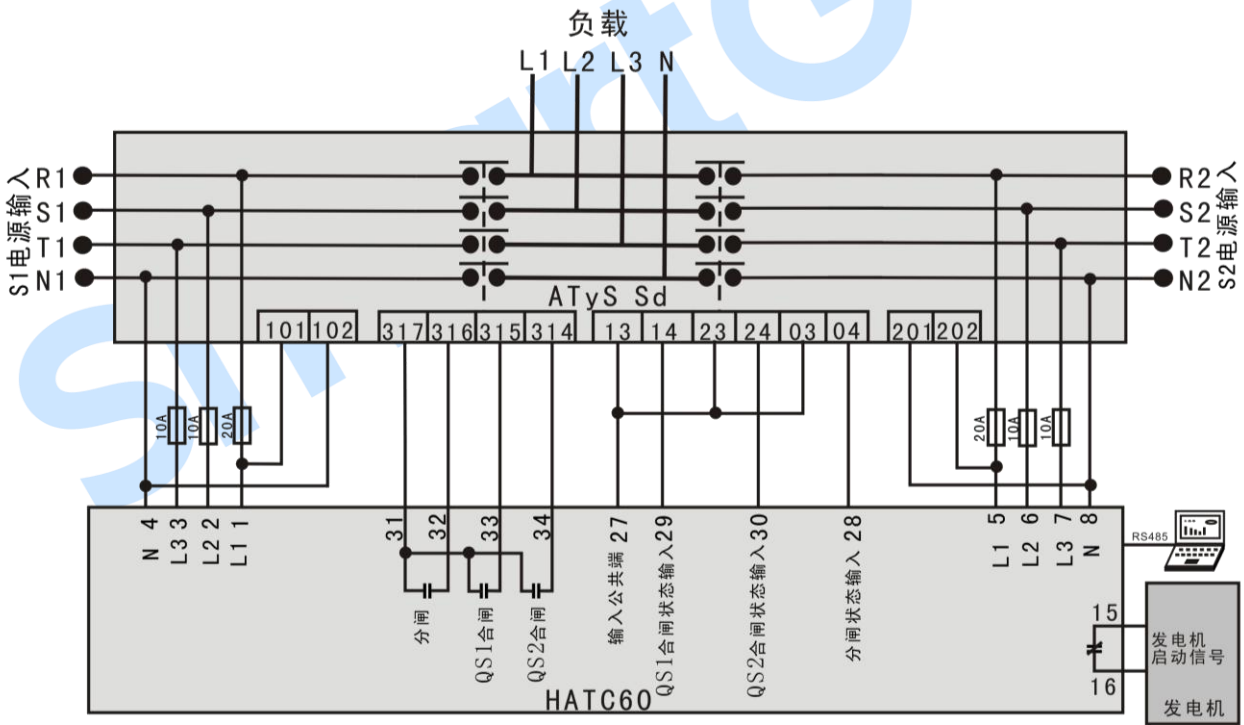 负载
L1 L2 L3 N
S1电源输入
R1
S1
T1
N1
R2
S2
T2
N2
S2电源输入
ATyS Sd
101 102 317 316 315 314 13 14 23 24 03 04 201 202
10A 10A 20A
20A 10A 10A
N 4
L3 3
L2 2
L1 1
31
32
33
34
分闸
QS1合闸
QS2合闸
输入公共端 27
QS1合闸状态输入 29
QS2合闸状态输入 30
分闸状态输入 28
L1 5
L2 6
L3 7
N 8
RS485
15
16
发电机
启动信号
发电机
HATC60
SmartG